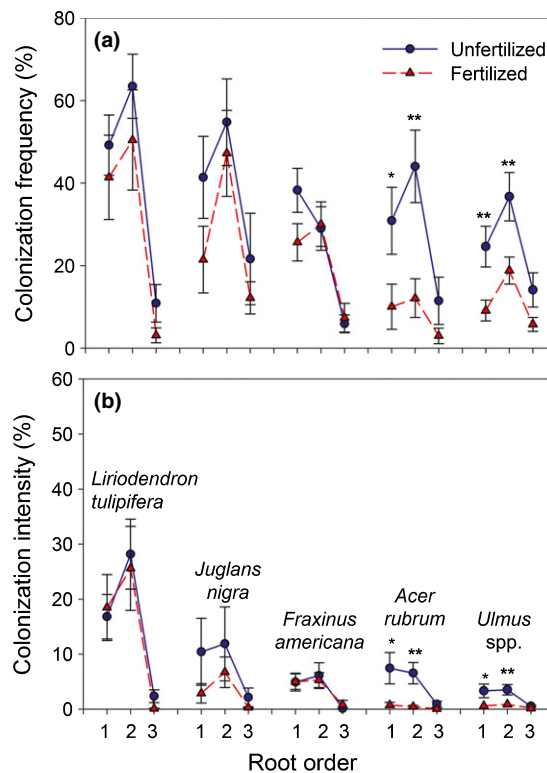 (a)
Unfertilized
Fertilized
Colonization frequency (%)
80
60
40
20
0
* ** ** **
(b)
Colonization intensity (%)
60
50
40
30
20
10
0
Liriodendron
tulipifera
Juglans
nigra
Fraxinus
americana
Acer
rubrum
* **
Ulmus
spp.
* **
1 2 3 1 2 3 1 2 3 1 2 3 1 2 3
Root order